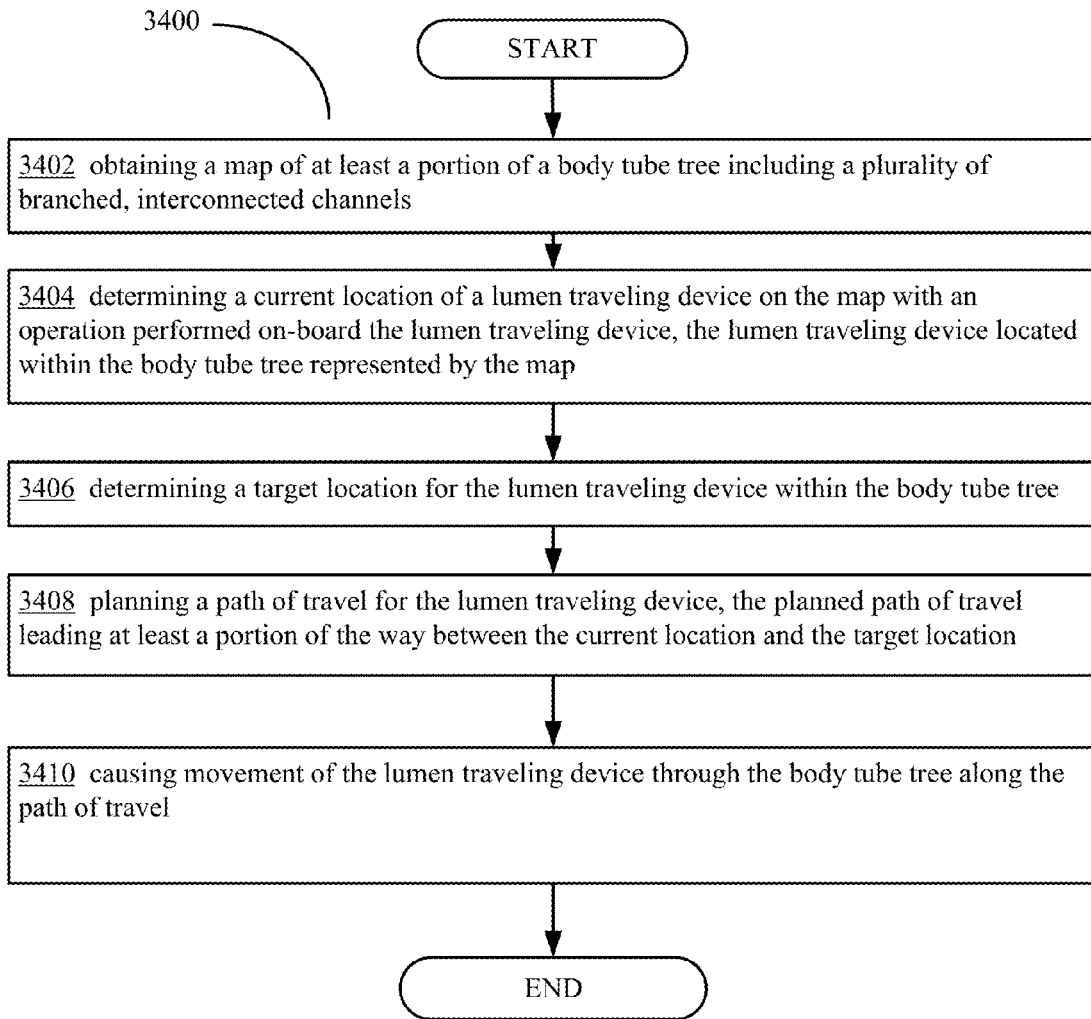 3400
START
3402 obtaining a map of at least a portion of a body tube tree including a plurality of
branched, interconnected channels
3404 determining a current location of a lumen traveling device on the map with an
operation performed on-board the lumen traveling device, the lumen traveling device located
within the body tube tree represented by the map
3406 determining a target location for the lumen traveling device within the body tube tree
3408 planning a path of travel for the lumen traveling device, the planned path of travel
leading at least a portion of the way between the current location and the target location
3410 causing movement of the lumen traveling device through the body tube tree along the
path of travel
END